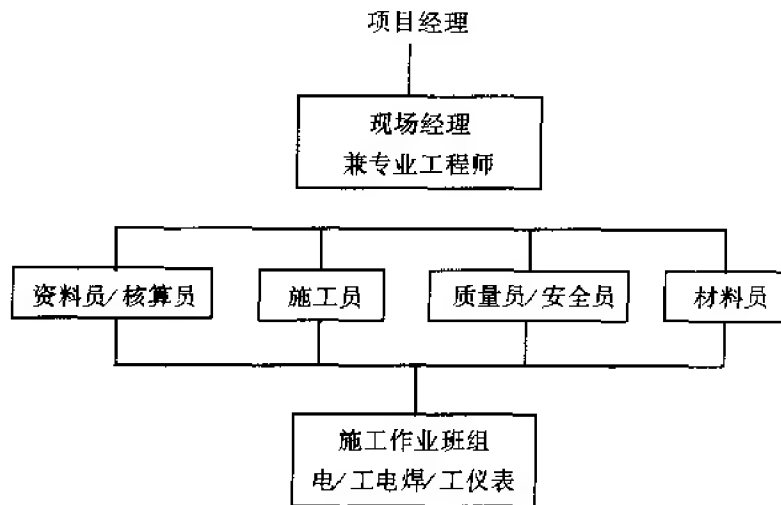 项目经理
现场经理
兼专业工程师
资料员/核算员
施工员
质量员/安全员
材料员
施工作业班组
电/工电焊/工仪表